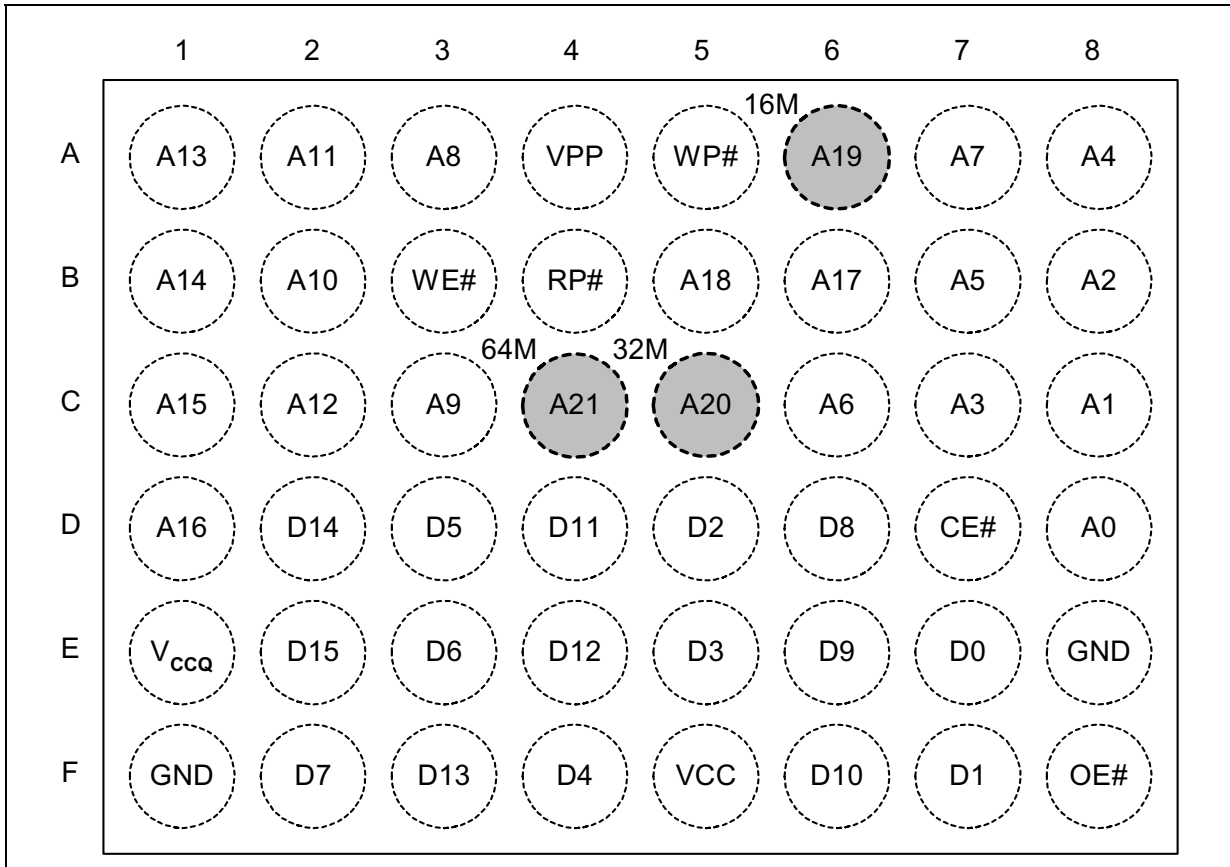 1 2 3 4 5 6 7 8
16M
A A13 A11 A8 VPP WP# A19 A7 A4
B A14 A10 WE# RP# A18 A17 A5 A2
64M 32M
C A15 A12 A9 A21 A20 A6 A3 A1
D A16 D14 D5 D11 D2 D8 CE# A0
E VCCQ D15 D6 D12 D3 D9 D0 GND
F GND D7 D13 D4 VCC D10 D1 OE#